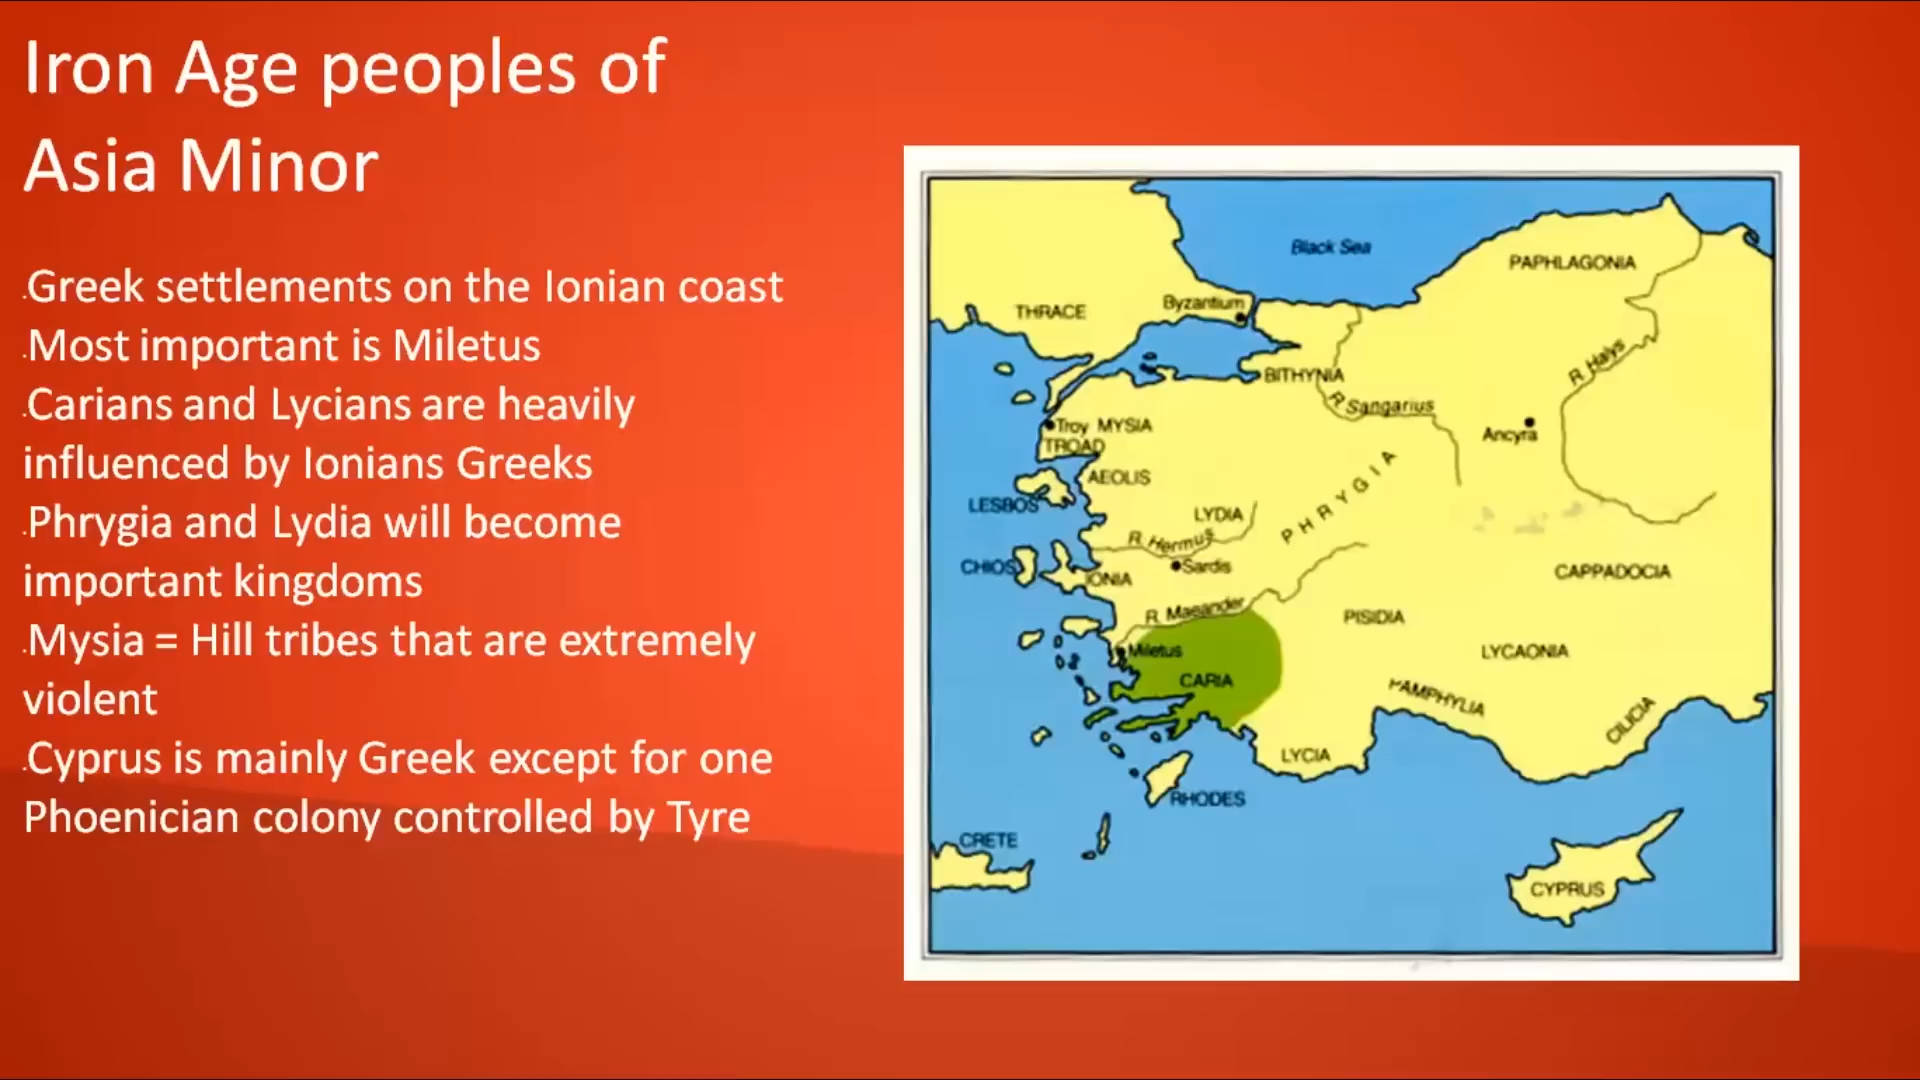 Iron Age peoples of
Asia Minor
.Greek settlements on the Ionian coast
.Most important is Miletus
.Carians and Lycians are heavily
influenced by Ionians Greeks
.Phrygia and Lydia will become
important kingdoms
.Mysia = Hill tribes that are extremely
violent
.Cyprus is mainly Greek except for one
Phoenician colony controlled by Tyre
Black Sea
PAPHLAGONIA
THRACE
Byzantium
R Halys
BITHYNIA
R Sangarius
Troy MYSIA
TROAD
Ancyra
AEOLIS
PHRYGIA
LESBOS
LYDIA
R. Hermus
CHIOS
IONIA
Sardis
CAPPADOCIA
R. Maeander
PISIDIA
Miletus
LYCAONIA
CARIA
PAMPHYLIA
CILICIA
LYCIA
RHODES
CRETE
CYPRUS